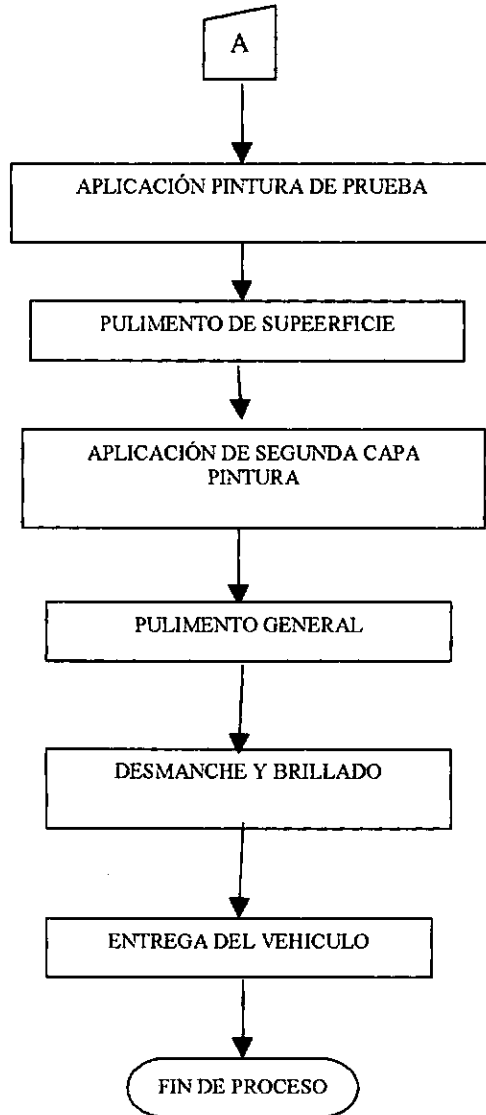 A
APLICACIÓN PINTURA DE PRUEBA
PULIMENTO DE SUPEERFICIE
APLICACIÓN DE SEGUNDA CAPA
PINTURA
PULIMENTO GENERAL
DESMANCHE Y BRILLADO
ENTREGA DEL VEHICULO
FIN DE PROCESO